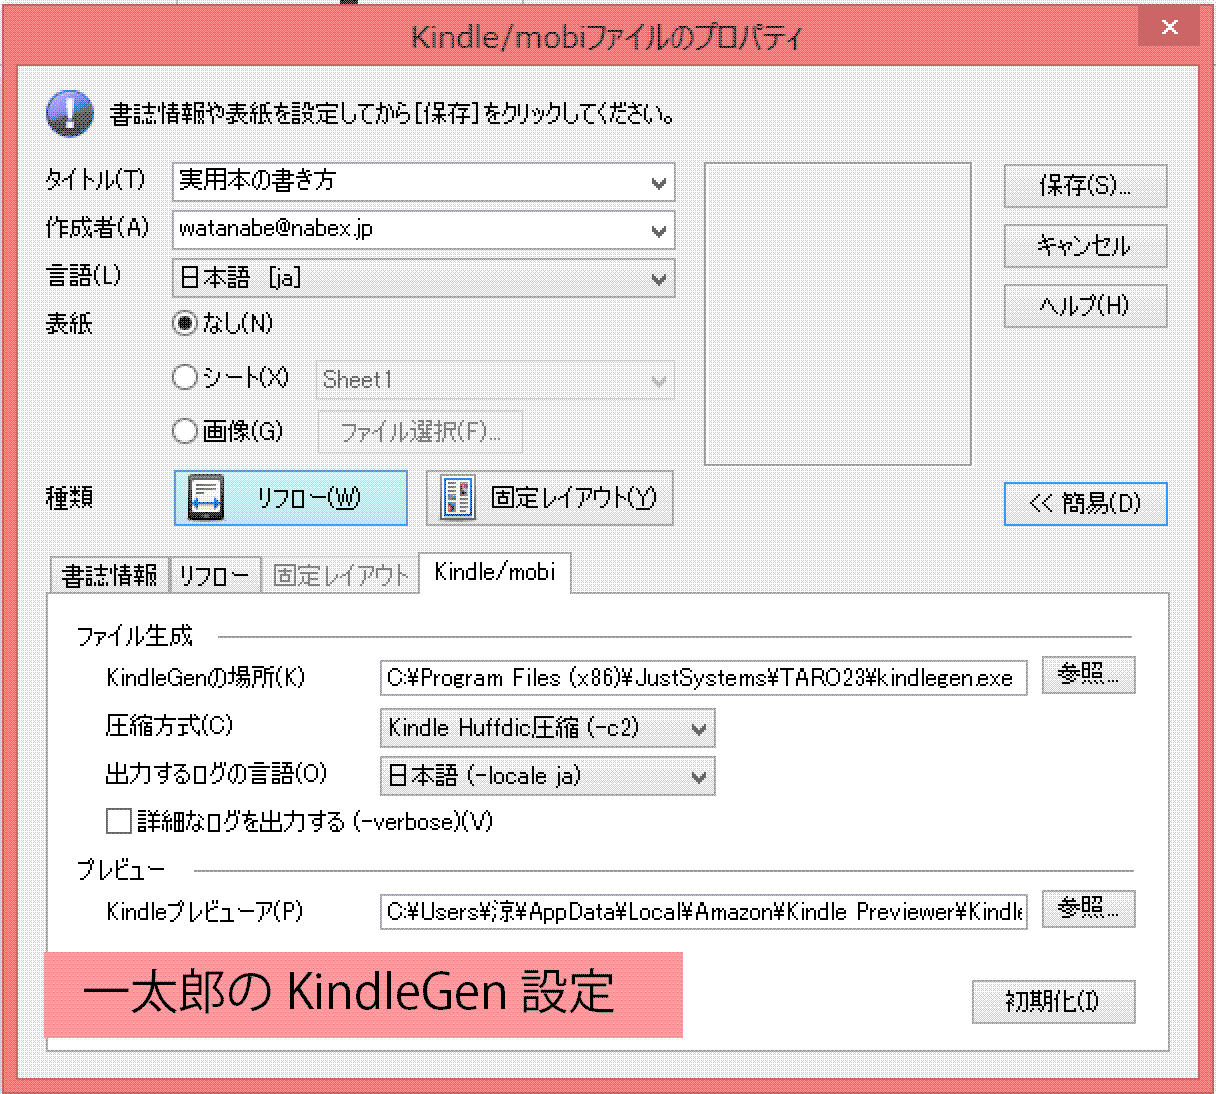 Kindle/mobiファイルのプロパティ
書誌情報や表紙を設定してから[保存]をクリックしてください。
タイトル(T) 実用本の書き方 保存(S)...
作成者(A) watanabe@nabex.jp キャンセル
言語(L) 日本語 [ja] ヘルプ(H)
表紙 なし(N)
シート(X) Sheet1
画像(G) ファイル選択(F)...
種類 リフロー(W) 固定レイアウト(Y) << 簡易(D)
書誌情報 リフロー 固定レイアウト Kindle/mobi
ファイル生成
KindleGenの場所(K) C:¥Program Files (x86)¥JustSystems¥TARO23¥kindlegen.exe 参照...
圧縮方式(C) Kindle Huffdic圧縮 (-c2)
出力するログの言語(O) 日本語 (-locale ja)
詳細なログを出力する (-verbose)(V)
プレビュー
Kindleプレビューア(P) C:¥Users¥涼¥AppData¥Local¥Amazon¥Kindle Previewer¥Kindle 参照...
一太郎の KindleGen 設定
初期化(I)